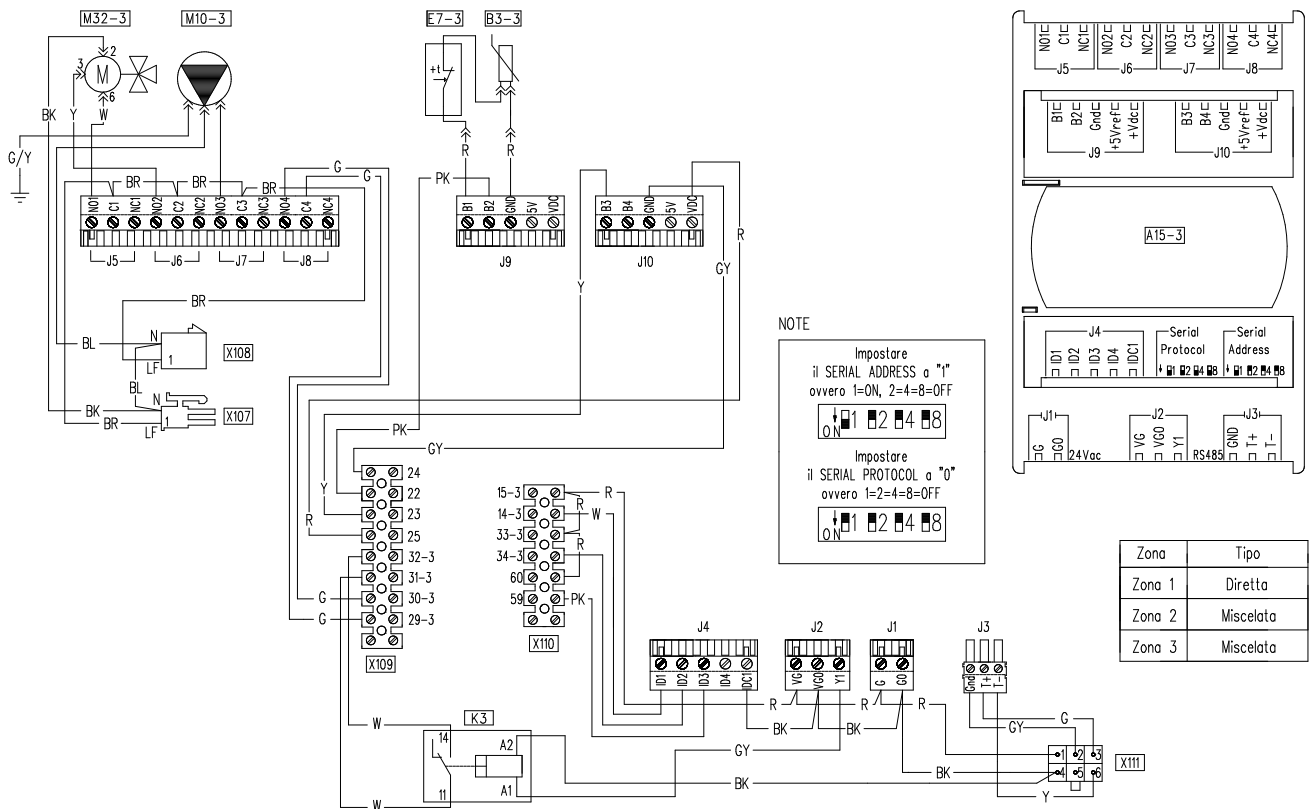 M32-3
M10-3
E7-3
B3-3
2
3
M
6
+t
BK
Y
W
G/Y
R
R
G
G
BR
BR
BR
PK
NO1 C1 NC1 NO2 C2 NC2 NO3 C3 NC3 NO4 C4 NC4
J5 J6 J7 J8
B1 B2 GND 5V VDC
J9
B3 B4 GND 5V VDC
J10
R
GY
Y
BR
BL
N
1
LF
X108
BL
BK
BR
N
1
LF
X107
PK
GY
Y
R
24
22
23
25
32-3
31-3
30-3
29-3
G
G
X109
15-3
14-3
33-3
34-3
60
59
R
R
W
R
PK
X110
NOTE
Impostare
il SERIAL ADDRESS a "1"
ovvero 1=ON, 2=4=8=OFF
ON 1 2 4 8
Impostare
il SERIAL PROTOCOL a "0"
ovvero 1=2=4=8=OFF
ON 1 2 4 8
NO1 C1 NC1 NO2 C2 NC2 NO3 C3 NC3 NO4 C4 NC4
J5 J6 J7 J8
B1 B2 Gnd +5Vref +Vdc
J9
B3 B4 Gnd +5Vref +Vdc
J10
A15-3
J4
ID1 ID2 ID3 ID4 IDC1
Serial
Protocol
1 2 4 8
Serial
Address
1 2 4 8
J1
G G0
24Vac
J2
VG VG0 Y1
RS485
J3
GND T+ T-
Zona Tipo
Zona 1 Diretta
Zona 2 Miscelata
Zona 3 Miscelata
J4
ID1 ID2 ID3 ID4 IDC1
J2
VG VG0 Y1
J1
G G0
J3
Gnd T+ T-
R
R
R
BK
BK
G
GY
GY
BK
BK
Y
1 2 3
4 5 6
X111
W
K3
14
A2
11
A1
W